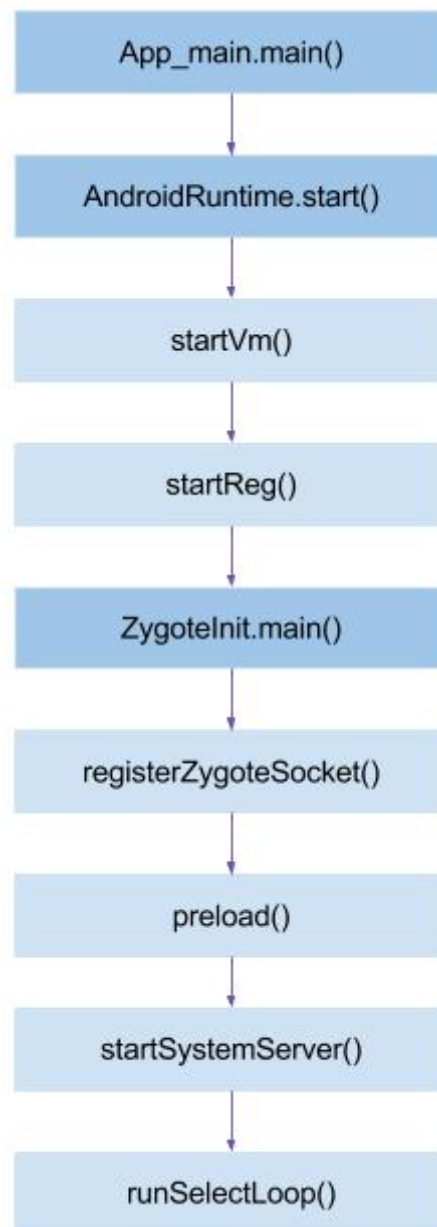 App_main.main()
AndroidRuntime.start()
startVm()
startReg()
ZygoteInit.main()
registerZygoteSocket()
preload()
startSystemServer()
runSelectLoop()